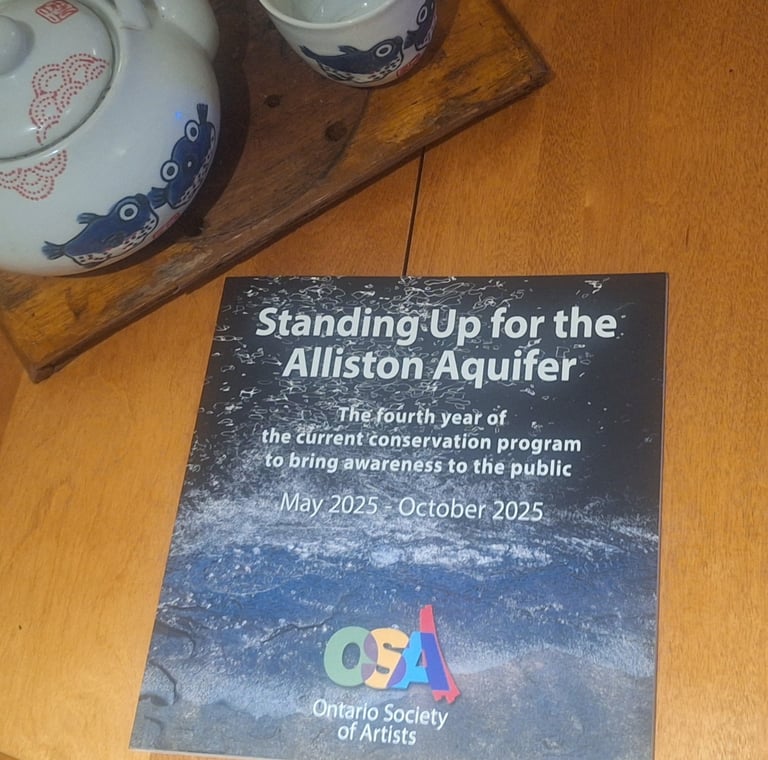 Standing Up for the
Alliston Aquifer
The fourth year of
the current conservation program
to bring awareness to the public
May 2025 - October 2025
OSA
Ontario Society
of Artists